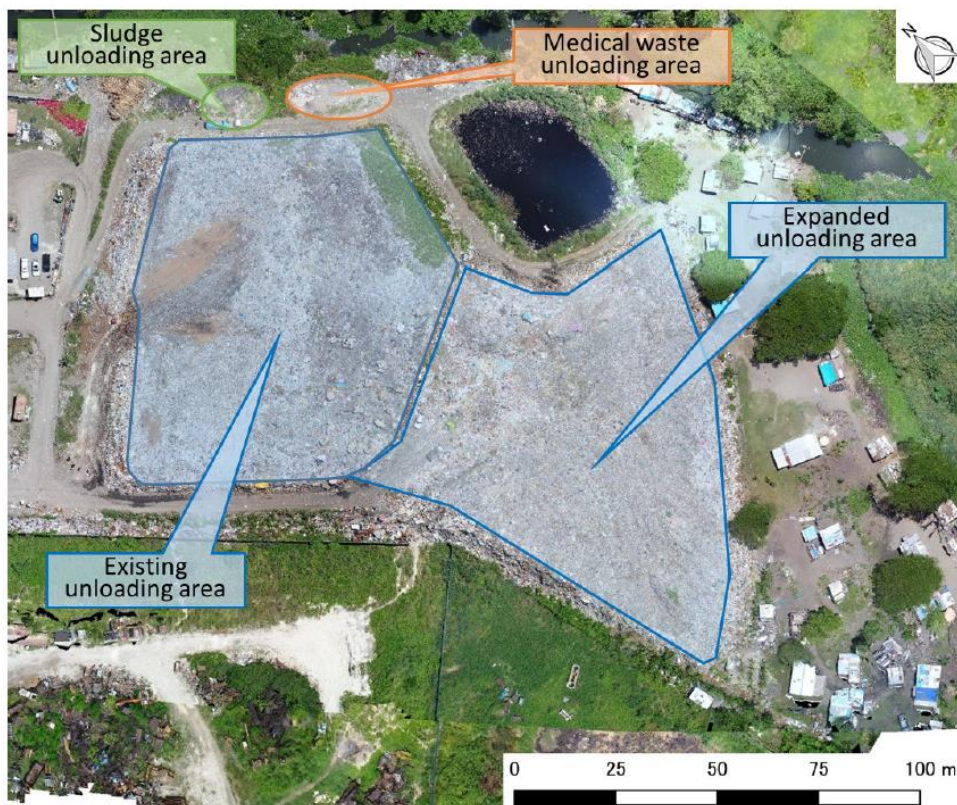 Sludge
unloading area
Medical waste
unloading area
N
Expanded
unloading area
Existing
unloading area
0 25 50 75 100 m